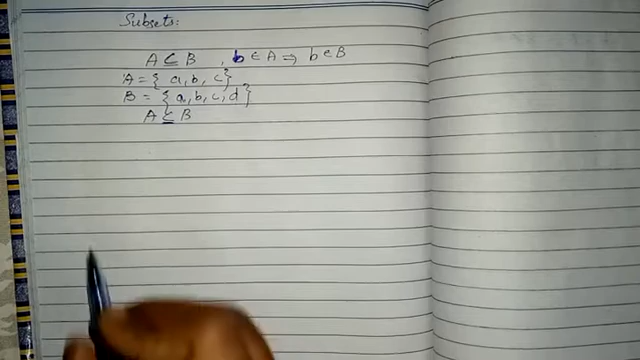 Subsets:
A ⊆ B , b ∈ A ⇒ b ∈ B
A = { a, b, c }
B = { a, b, c, d }
A ⊆ B